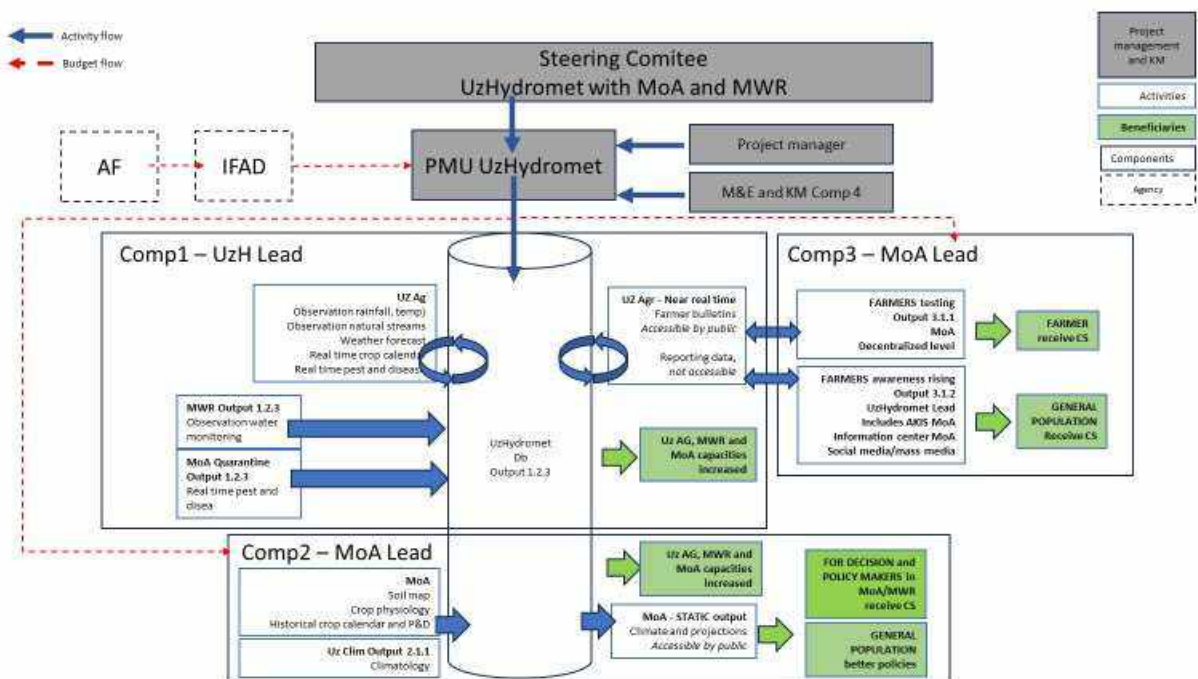 Activity flow
Budget flow
Steering Comitee
UzHydromet with MoA and MWR
Project
management
and KM
Activities
Beneficiaries
Components
Agency
AF
IFAD
PMU UzHydromet
Project manager
M&E and KM Comp 4
Comp1 – UzH Lead
UZ Ag
Observation rainfall, temp)
Observation natural streams
Weather forecast
Real time crop calendar
Real time pest and disease
MWR Output 1.2.3
Observation water
monitoring
MoA Quarantine
Output 1.2.3
Real time pest and
disea
UzHydromet
Db
Output 1.2.3
UZ Agr - Near real time
Farmer bulletins
Accessible by public
Reporting data,
not accessible
Uz AG, MWR and
MoA capacities
increased
Comp3 – MoA Lead
FARMERS testing
Output 3.1.1
MoA
Decentralized level
FARMER
receive CS
FARMERS awareness rising
Output 3.1.2
UzHydromet Lead
Includes AKIS MoA
Information center MoA
Social media/mass media
GENERAL
POPULATION
Receive CS
Comp2 – MoA Lead
MoA
Soil map
Crop physiology
Historical crop calendar and P&D
Uz Clim Output 2.1.1
Climatology
Uz AG, MWR and
MoA capacities
increased
MoA - STATIC output
Climate and projections
Accessible by public
FOR DECISION and
POLICY MAKERS in
MoA/MWR
receive CS
GENERAL
POPULATION
better policies